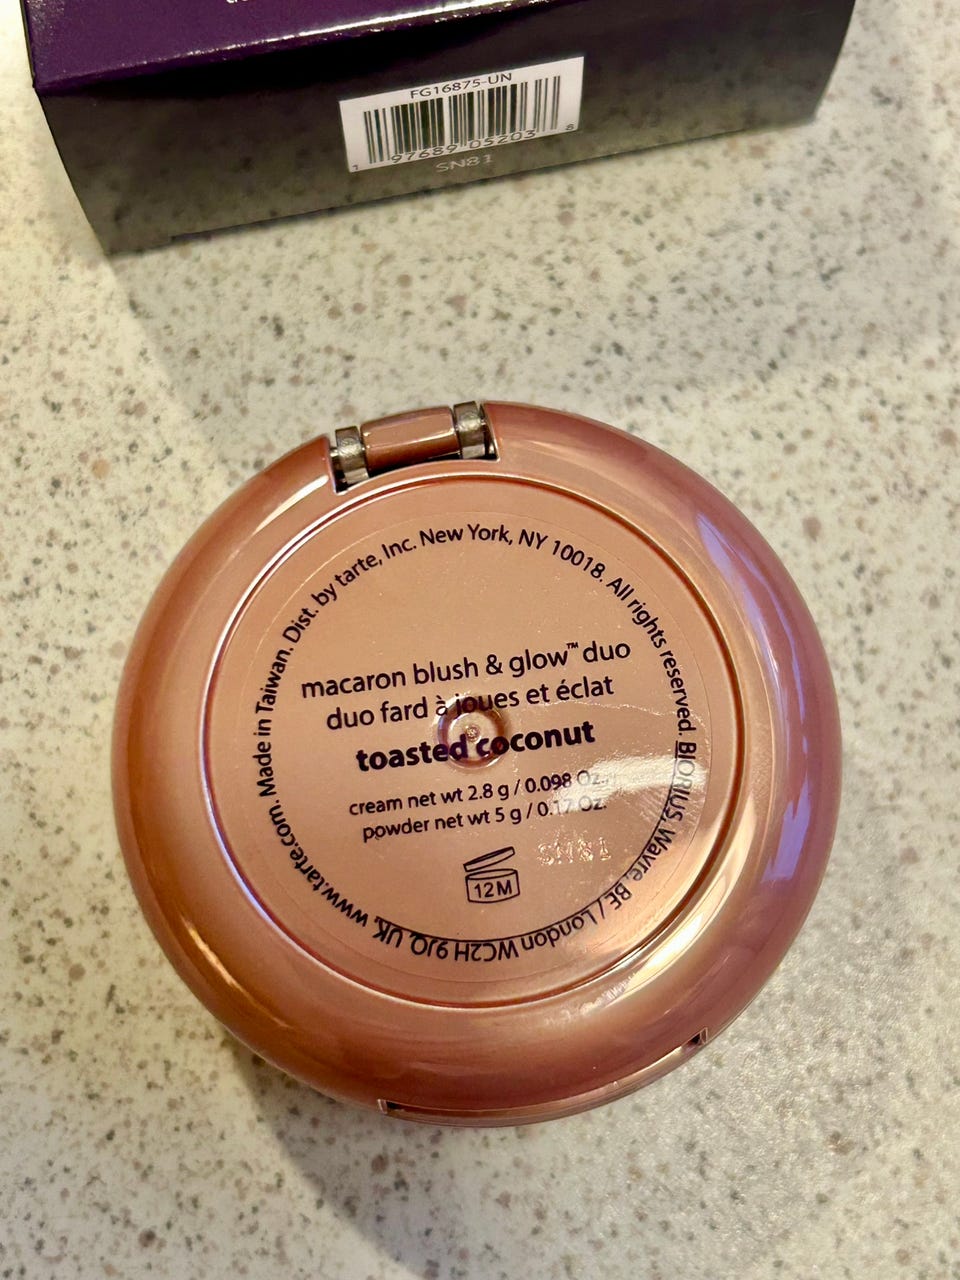 FG16875-UN
1 97689 05203 8
SN81
www.tarte.com. Made in Taiwan. Dist. by tarte, Inc. New York, NY 10018. All rights reserved. BIORIUS, Wavre, BE / London WC2H 9JQ, UK,
macaron blush & glow™ duo
duo fard à joues et éclat
toasted coconut
cream net wt 2.8 g / 0.098 Oz.
powder net wt 5 g / 0.17 Oz.
SN81
12M